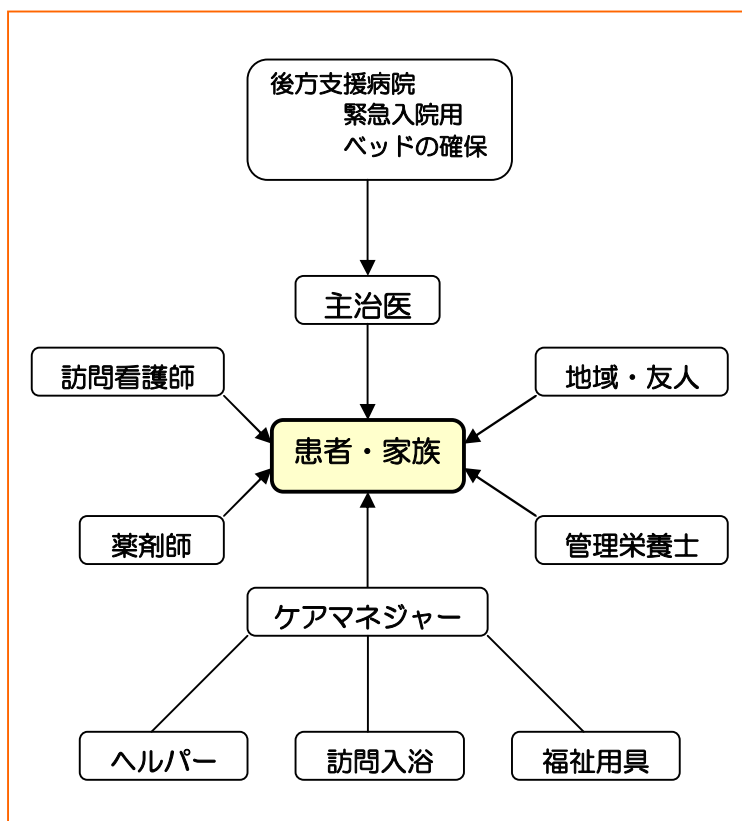 後方支援病院
緊急入院用
ベッドの確保
主治医
訪問看護師
地域・友人
患者・家族
薬剤師
管理栄養士
ケアマネジャー
ヘルパー
訪問入浴
福祉用具